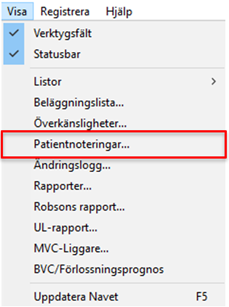 Visa Registrera Hjälp
Verktygsfält
Statusbar
Listor
Beläggningslista...
Överkänsligheter...
Patientnoteringar...
Ändringslogg...
Rapporter...
Robsons rapport...
UL-rapport...
MVC-Liggare...
BVC/Förlossningsprognos
Uppdatera Navet F5